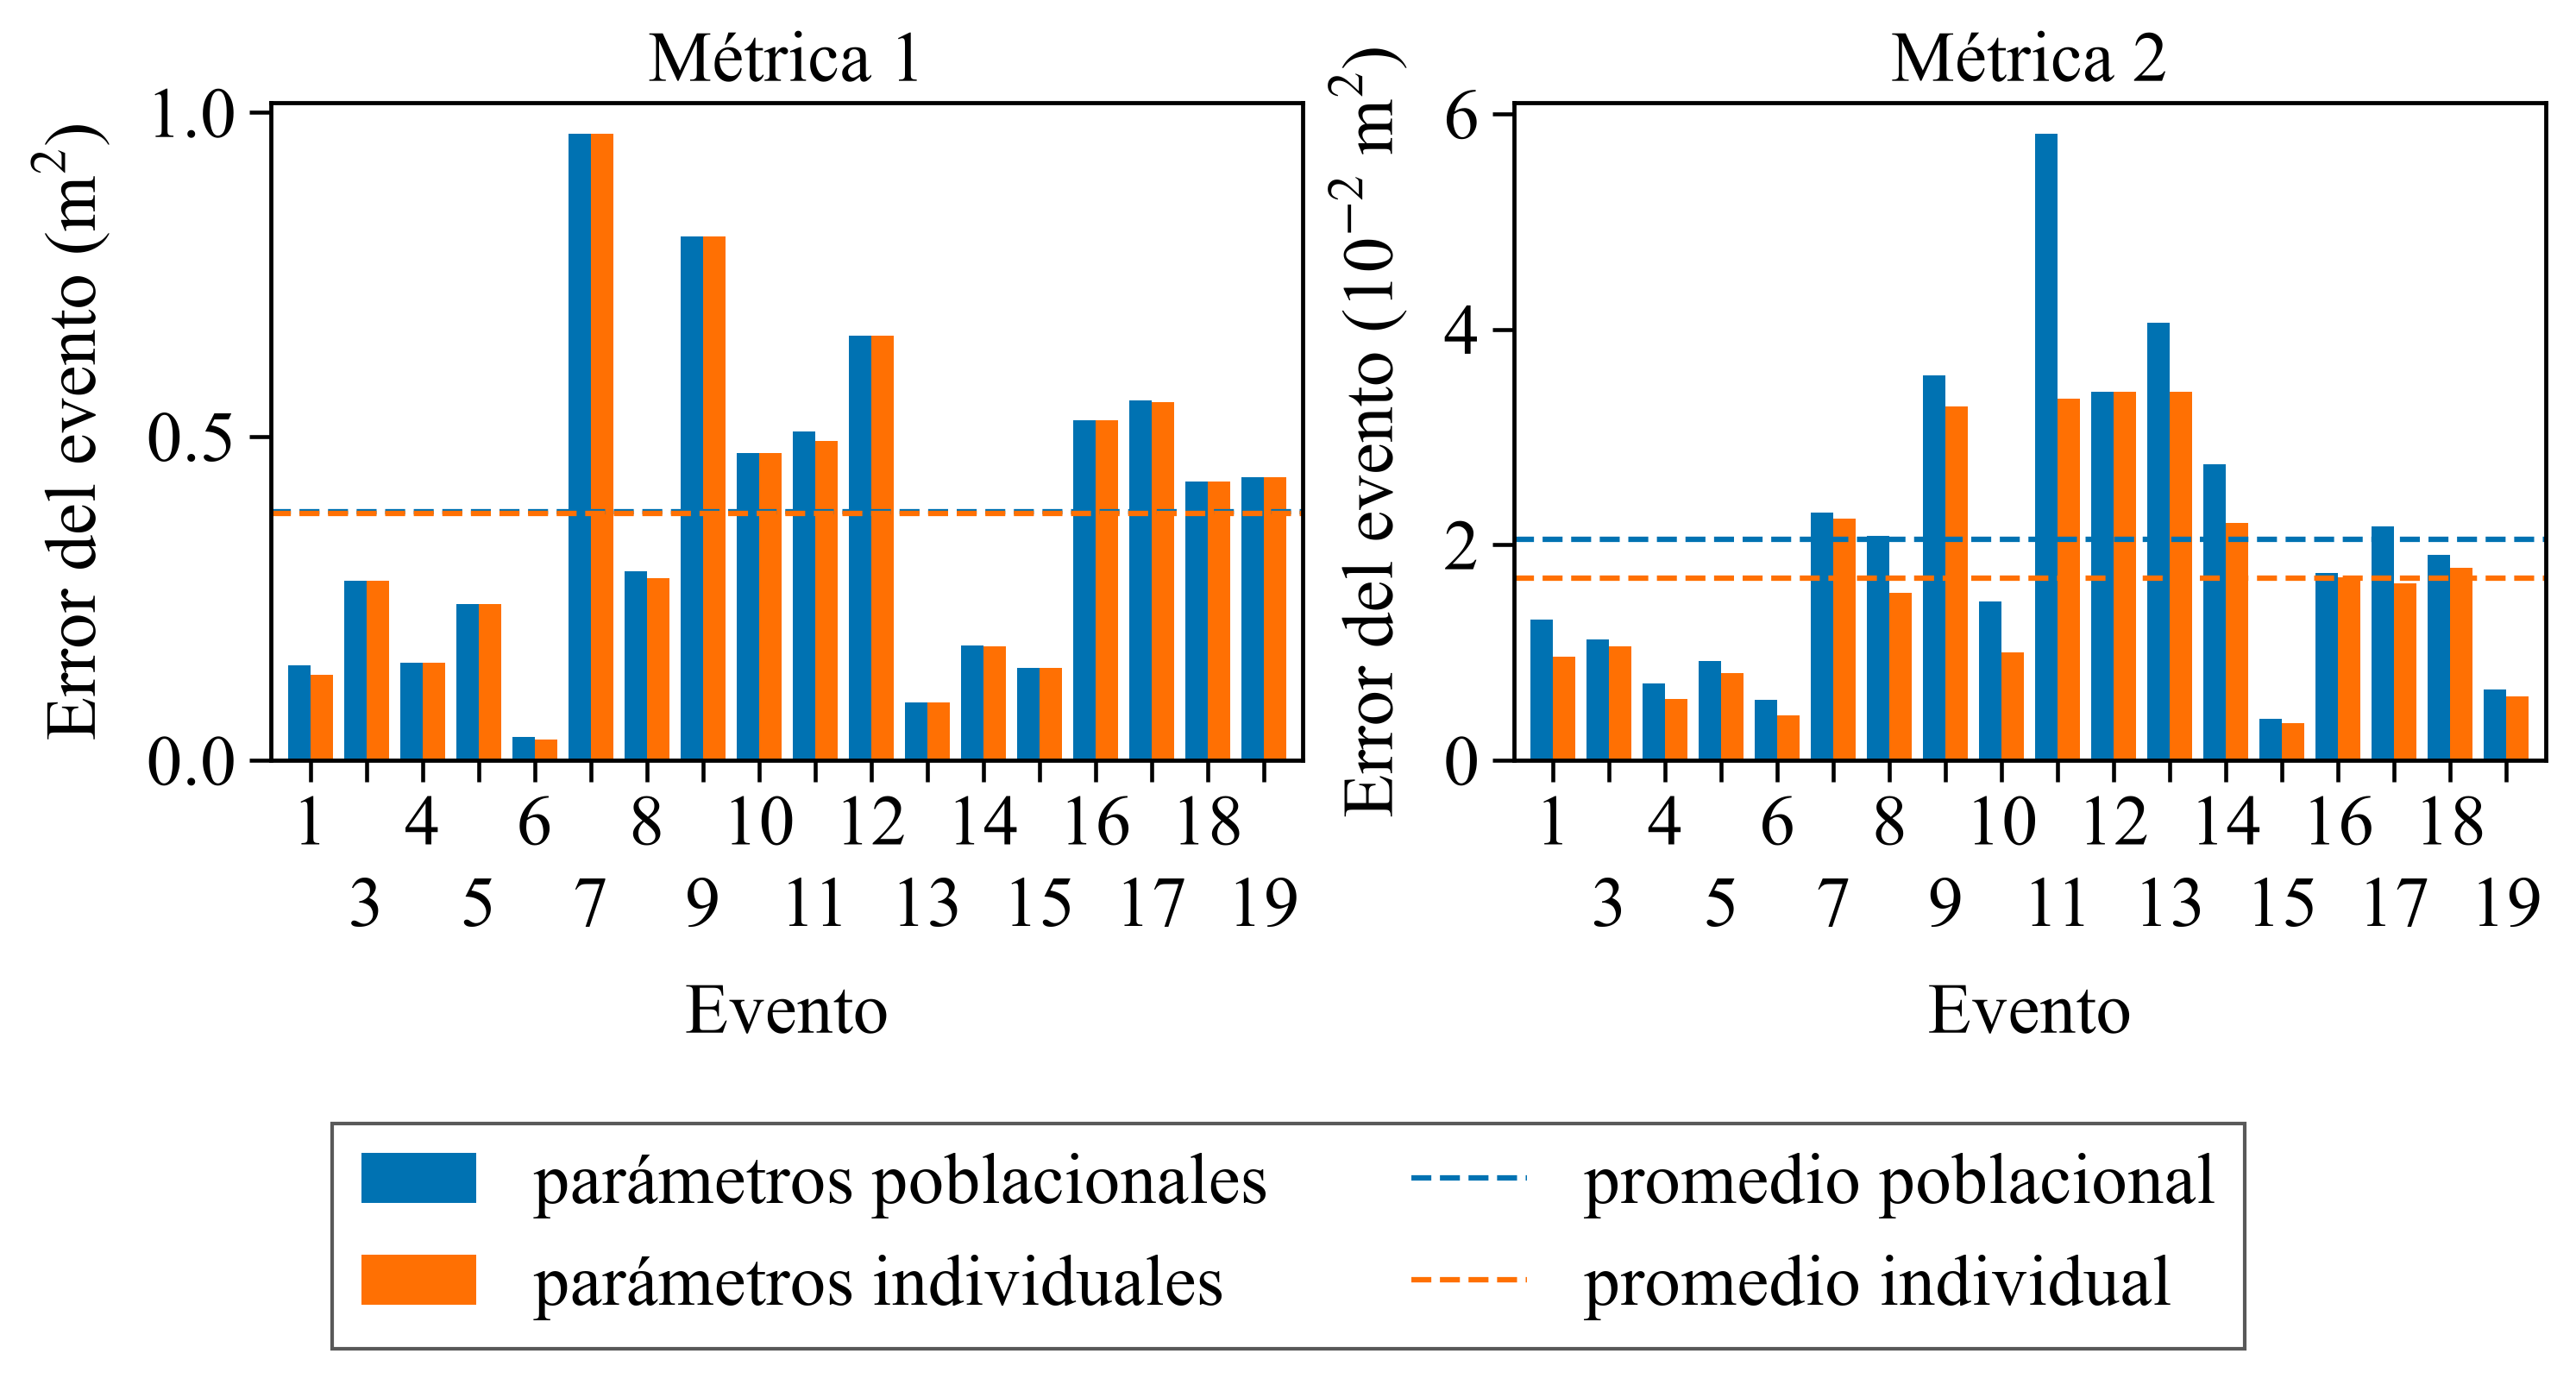 Métrica 1
Error del evento (m²)
1.0
0.5
0.0
1 4 6 8 10 12 14 16 18
3 5 7 9 11 13 15 17 19
Evento
Métrica 2
Error del evento (10⁻² m²)
6
4
2
0
1 4 6 8 10 12 14 16 18
3 5 7 9 11 13 15 17 19
Evento
parámetros poblacionales
parámetros individuales
promedio poblacional
promedio individual